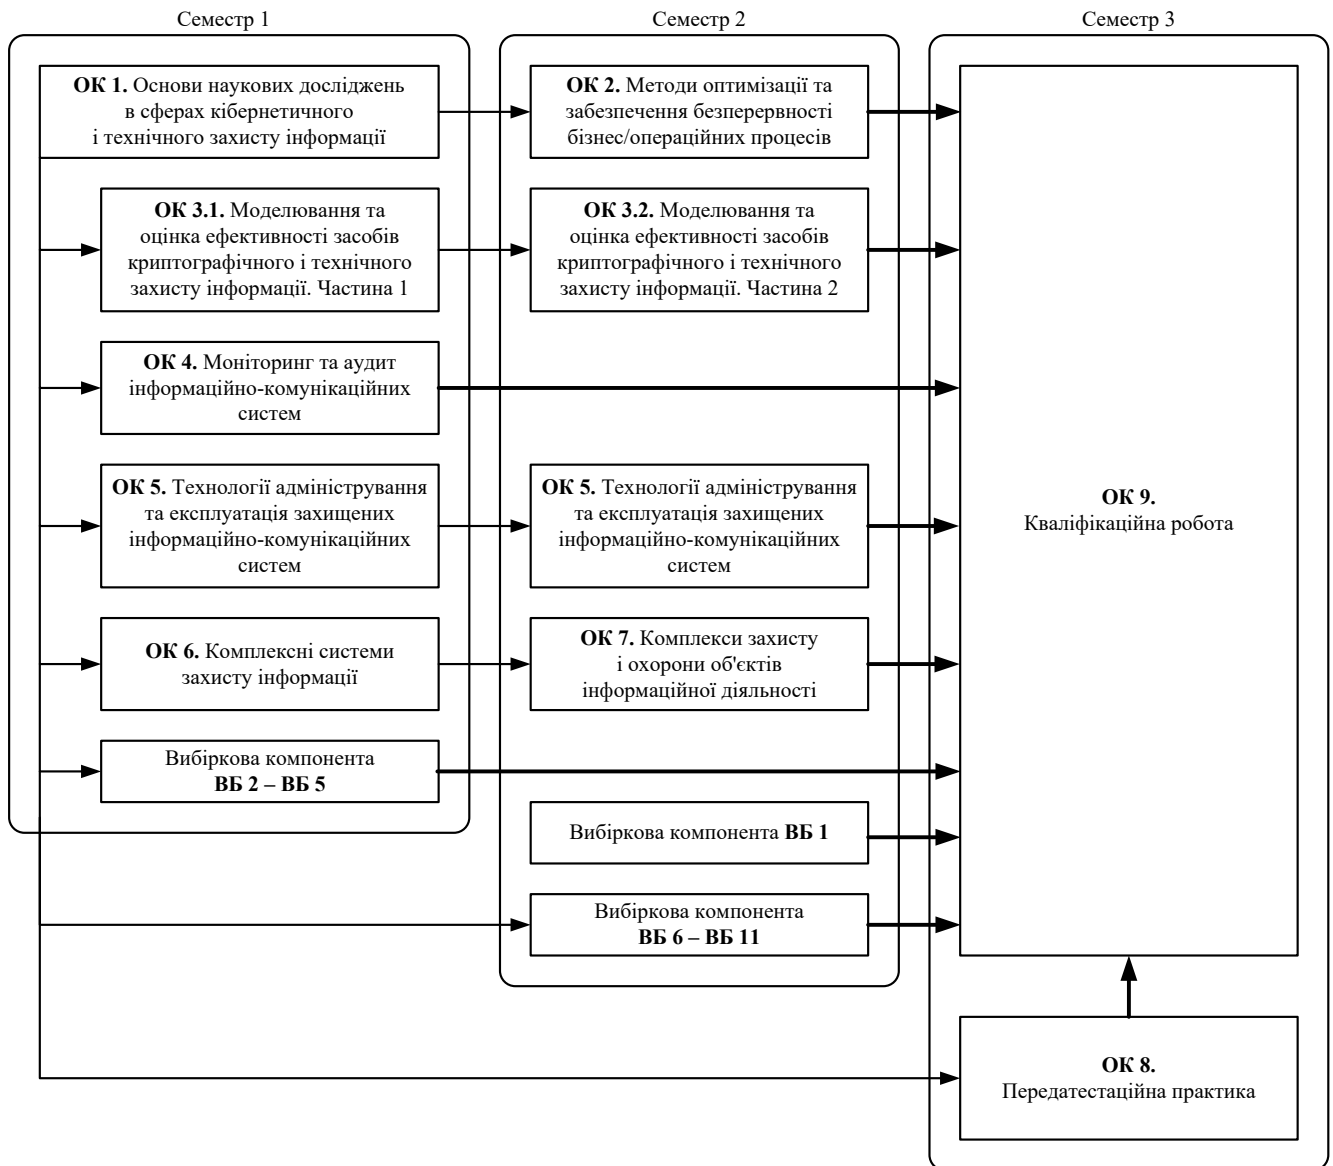 Семестр 1
Семестр 2
Семестр 3
ОК 1. Основи наукових досліджень
в сферах кібернетичного
і технічного захисту інформації
ОК 2. Методи оптимізації та
забезпечення безперервності
бізнес/операційних процесів
ОК 3.1. Моделювання та
оцінка ефективності засобів
криптографічного і технічного
захисту інформації. Частина 1
ОК 3.2. Моделювання та
оцінка ефективності засобів
криптографічного і технічного
захисту інформації. Частина 2
ОК 4. Моніторинг та аудит
інформаційно-комунікаційних
систем
ОК 5. Технології адміністрування
та експлуатація захищених
інформаційно-комунікаційних
систем
ОК 5. Технології адміністрування
та експлуатація захищених
інформаційно-комунікаційних
систем
ОК 9.
Кваліфікаційна робота
ОК 6. Комплексні системи
захисту інформації
ОК 7. Комплекси захисту
і охорони об'єктів
інформаційної діяльності
Вибіркова компонента
ВБ 2 – ВБ 5
Вибіркова компонента ВБ 1
Вибіркова компонента
ВБ 6 – ВБ 11
ОК 8.
Передатестаційна практика